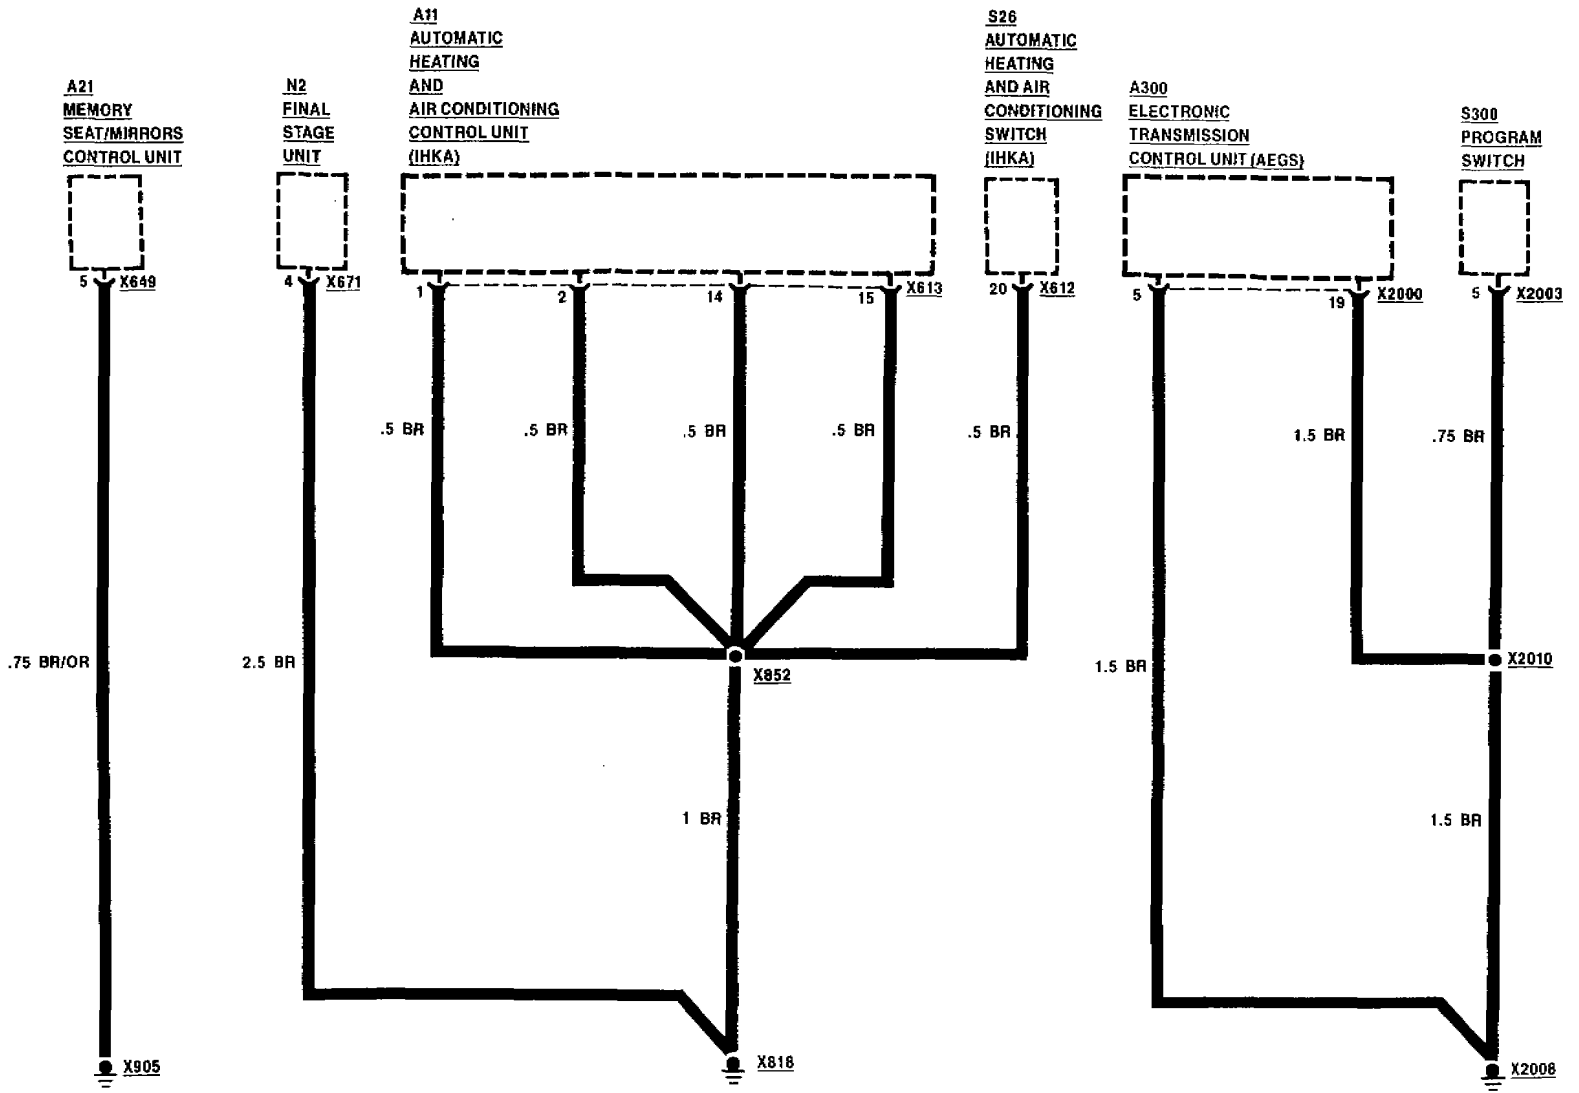 A21
MEMORY
SEAT/MIRRORS
CONTROL UNIT
N2
FINAL
STAGE
UNIT
A11
AUTOMATIC
HEATING
AND
AIR CONDITIONING
CONTROL UNIT
(IHKA)
S26
AUTOMATIC
HEATING
AND AIR
CONDITIONING
SWITCH
(IHKA)
A300
ELECTRONIC
TRANSMISSION
CONTROL UNIT (AEGS)
S300
PROGRAM
SWITCH
5 X649
4 X671
1
2
14
15 X613
20 X612
5
19 X2000
5 X2003
.5 BR
.5 BR
.5 BR
.5 BR
.5 BR
1.5 BR
.75 BR
.75 BR/OR
2.5 BR
X852
1.5 BR
X2010
1 BR
1.5 BR
X905
X818
X2008